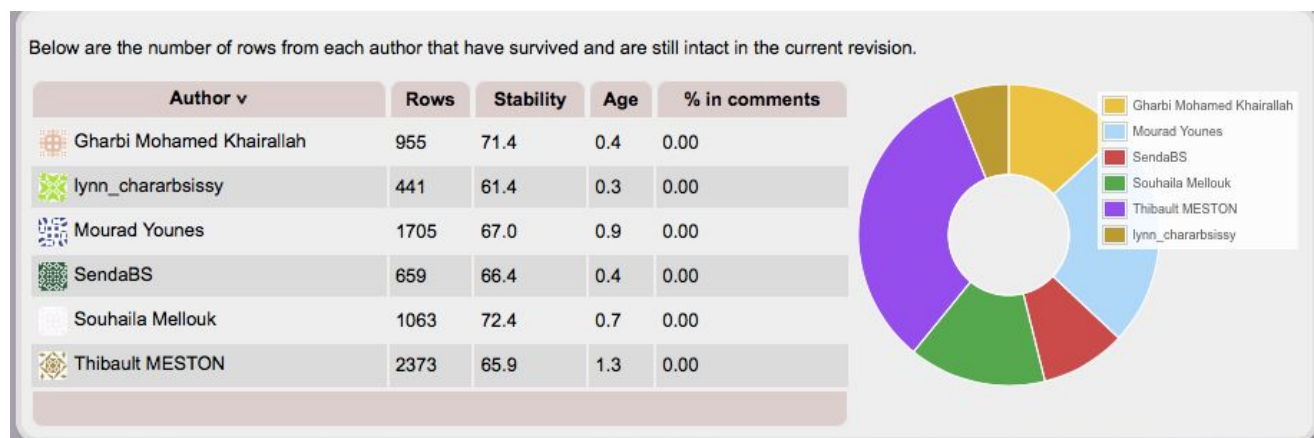 Below are the number of rows from each author that have survived and are still intact in the current revision.
Author v Rows Stability Age % in comments
Gharbi Mohamed Khairallah 955 71.4 0.4 0.00
lynn_chararbsissy 441 61.4 0.3 0.00
Mourad Younes 1705 67.0 0.9 0.00
SendaBS 659 66.4 0.4 0.00
Souhaila Mellouk 1063 72.4 0.7 0.00
Thibault MESTON 2373 65.9 1.3 0.00
Gharbi Mohamed Khairallah
Mourad Younes
SendaBS
Souhaila Mellouk
Thibault MESTON
lynn_chararbsissy